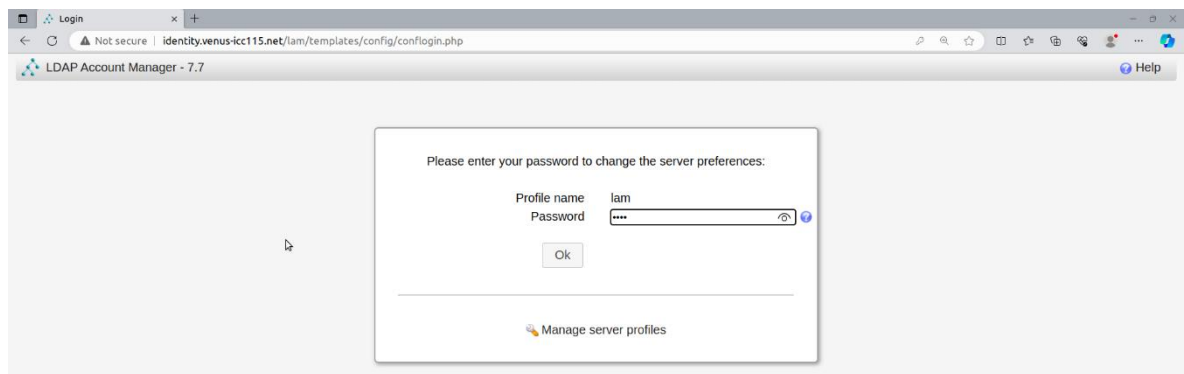 Login
Not secure | identity.venus-icc115.net/lam/templates/config/conflogin.php
LDAP Account Manager - 7.7
Help
Please enter your password to change the server preferences:
Profile name lam
Password ••••
Ok
Manage server profiles